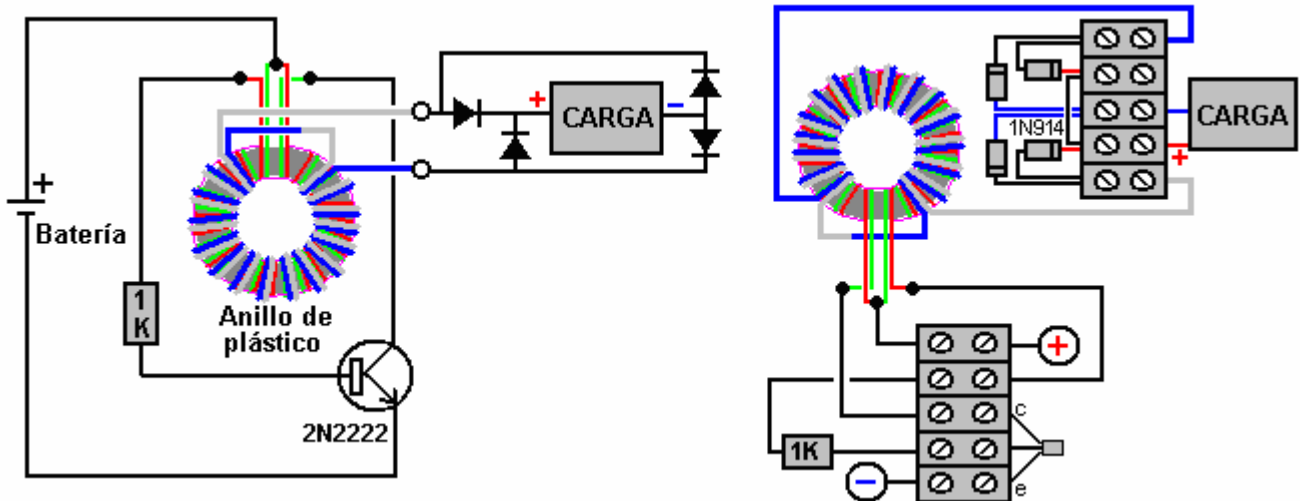 +
Batería
1
K
Anillo de
plástico
2N2222
+
CARGA
−
1N914
CARGA
+
+
1K
−
c
e